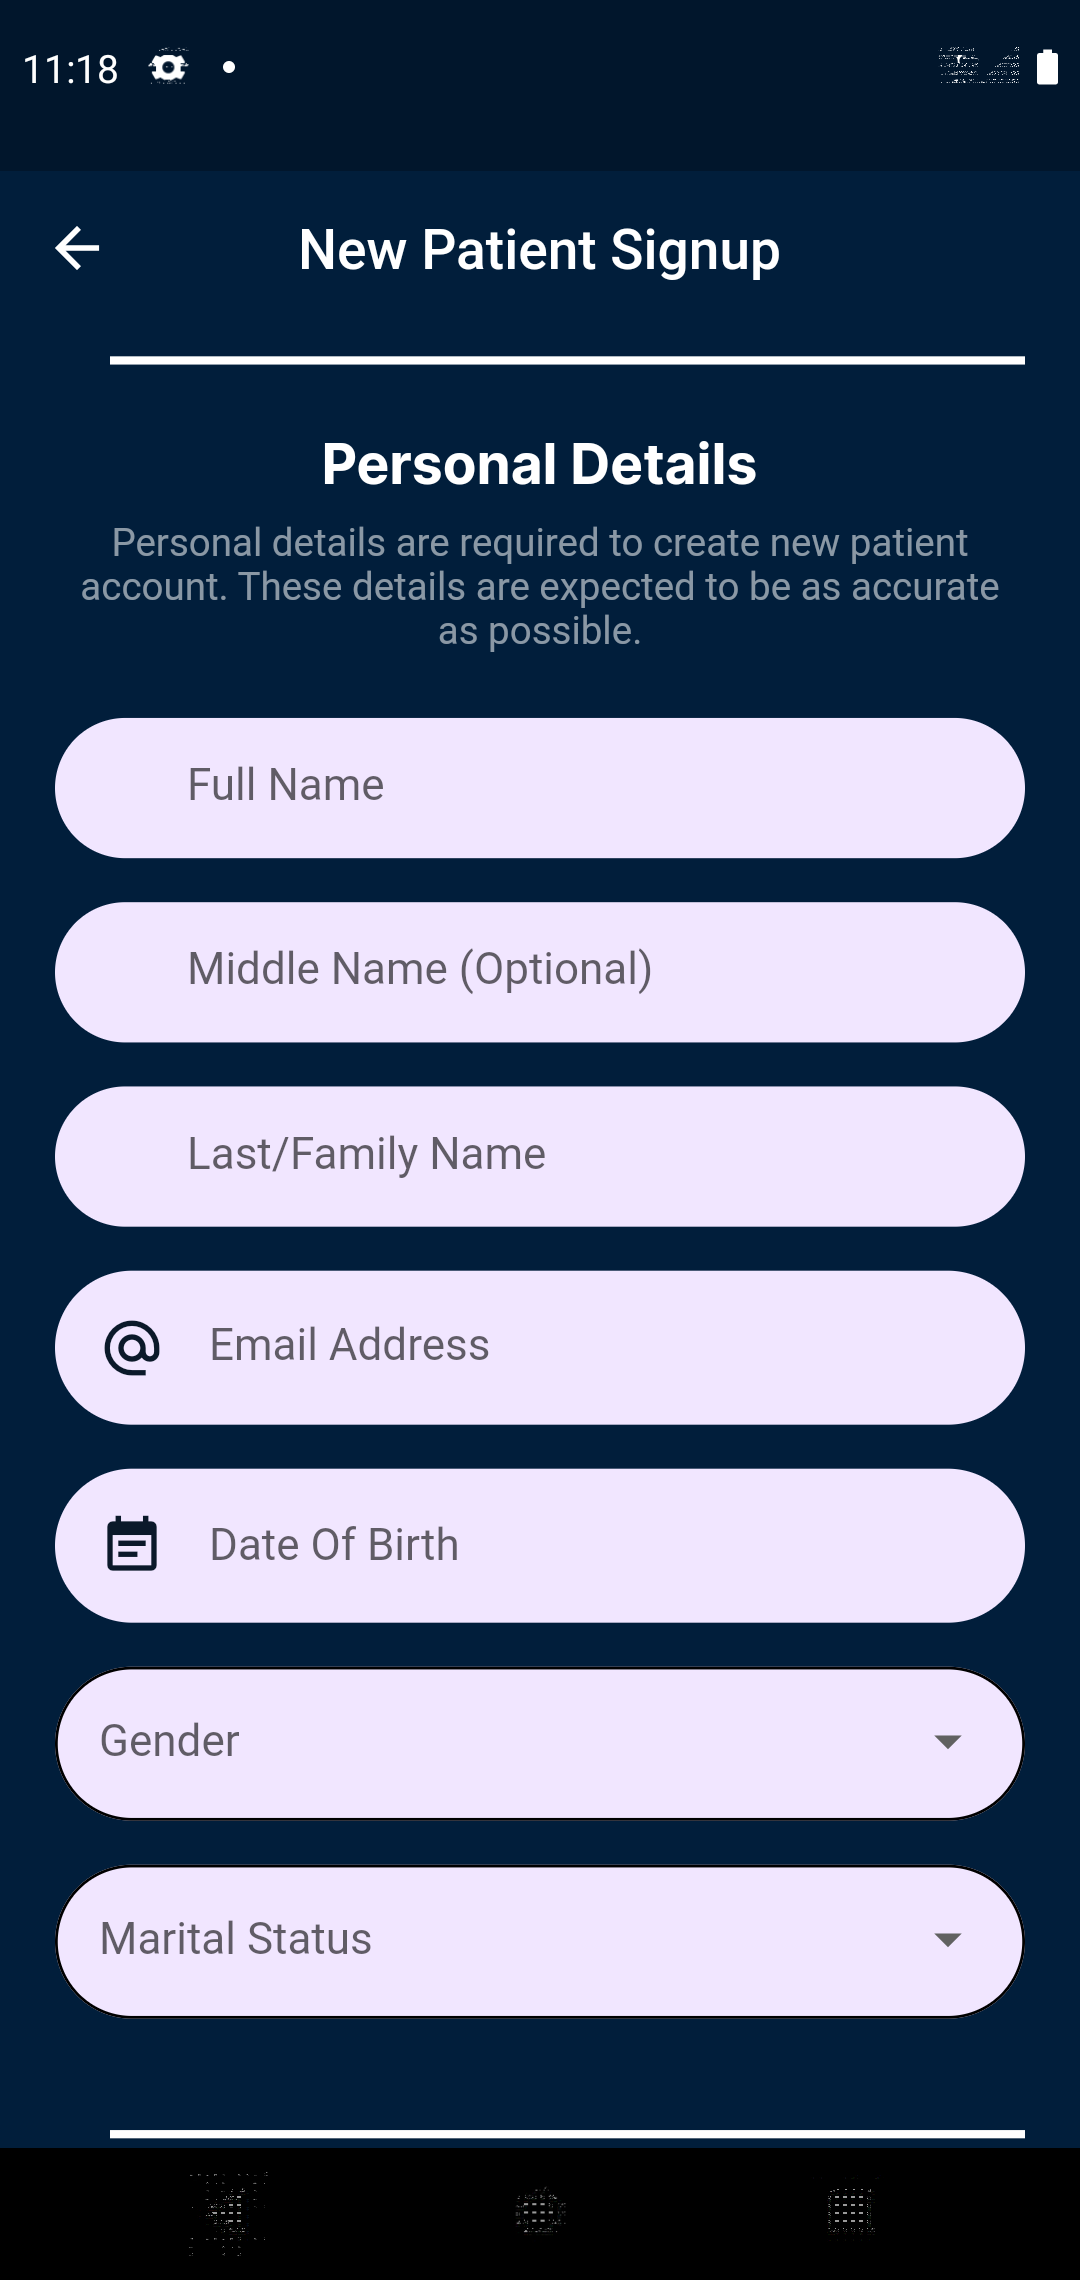 11:18
New Patient Signup
Personal Details
Personal details are required to create new patient
account. These details are expected to be as accurate
as possible.
Full Name
Middle Name (Optional)
Last/Family Name
Email Address
Date Of Birth
Gender
Marital Status